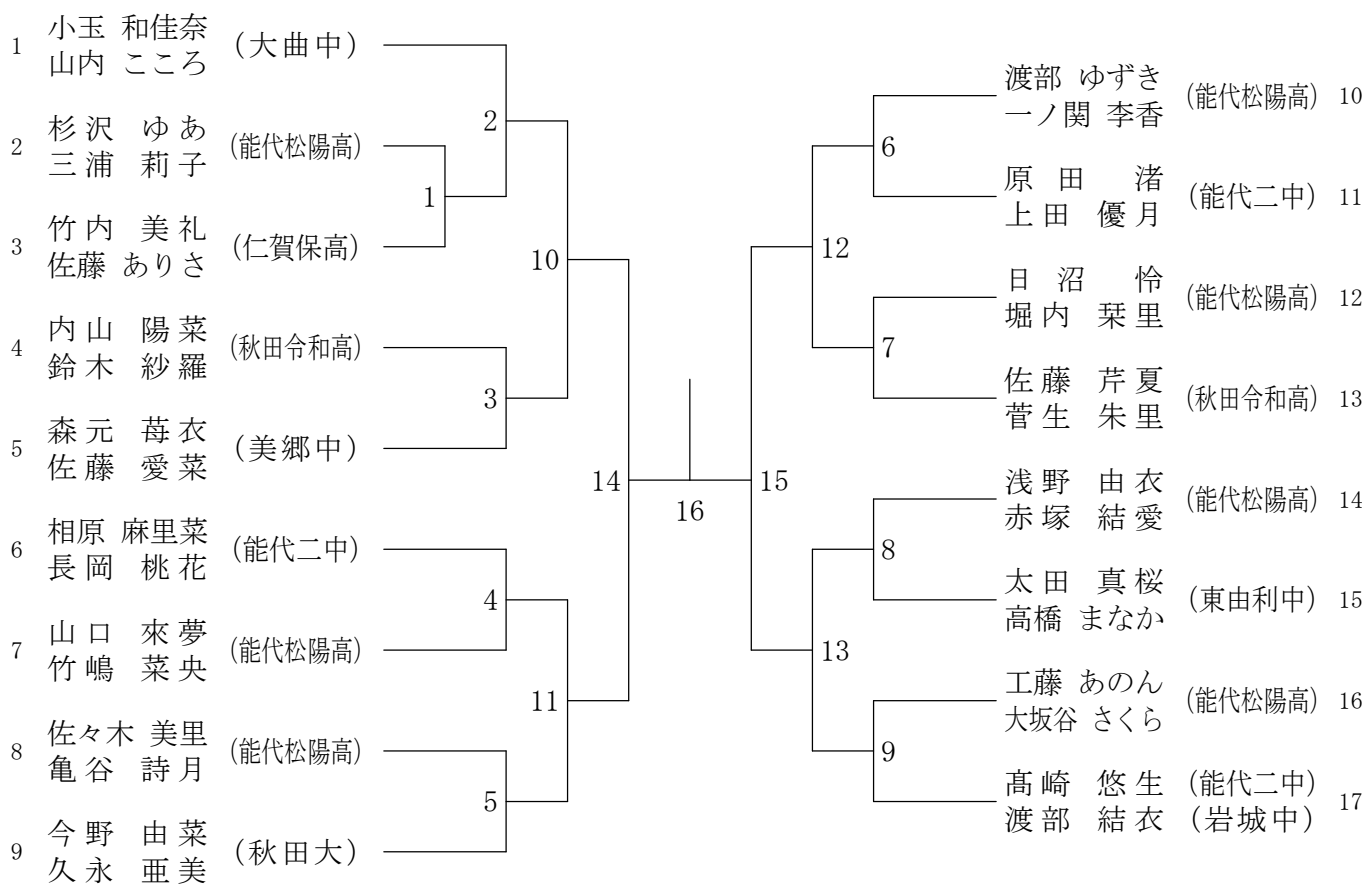 1 小玉 和佳奈 (大曲中)
山内 こころ
2 杉沢 ゆあ (能代松陽高)
三浦 莉子
3 竹内 美礼 (仁賀保高)
佐藤 ありさ
4 内山 陽菜 (秋田令和高)
鈴木 紗羅
5 森元 苺衣 (美郷中)
佐藤 愛菜
6 相原 麻里菜 (能代二中)
長岡 桃花
7 山口 來夢 (能代松陽高)
竹嶋 菜央
8 佐々木 美里 (能代松陽高)
亀谷 詩月
9 今野 由菜 (秋田大)
久永 亜美
2
1
10
3
14
4
11
5
16
渡部 ゆずき (能代松陽高) 10
一ノ関 李香
原田 渚 (能代二中) 11
上田 優月
日沼 怜 (能代松陽高) 12
堀内 栞里
佐藤 芹夏 (秋田令和高) 13
菅生 朱里
浅野 由衣 (能代松陽高) 14
赤塚 結愛
太田 真桜 (東由利中) 15
高橋 まなか
工藤 あのん (能代松陽高) 16
大坂谷 さくら
髙崎 悠生 (能代二中) 17
渡部 結衣 (岩城中)
6
12
7
15
8
13
9